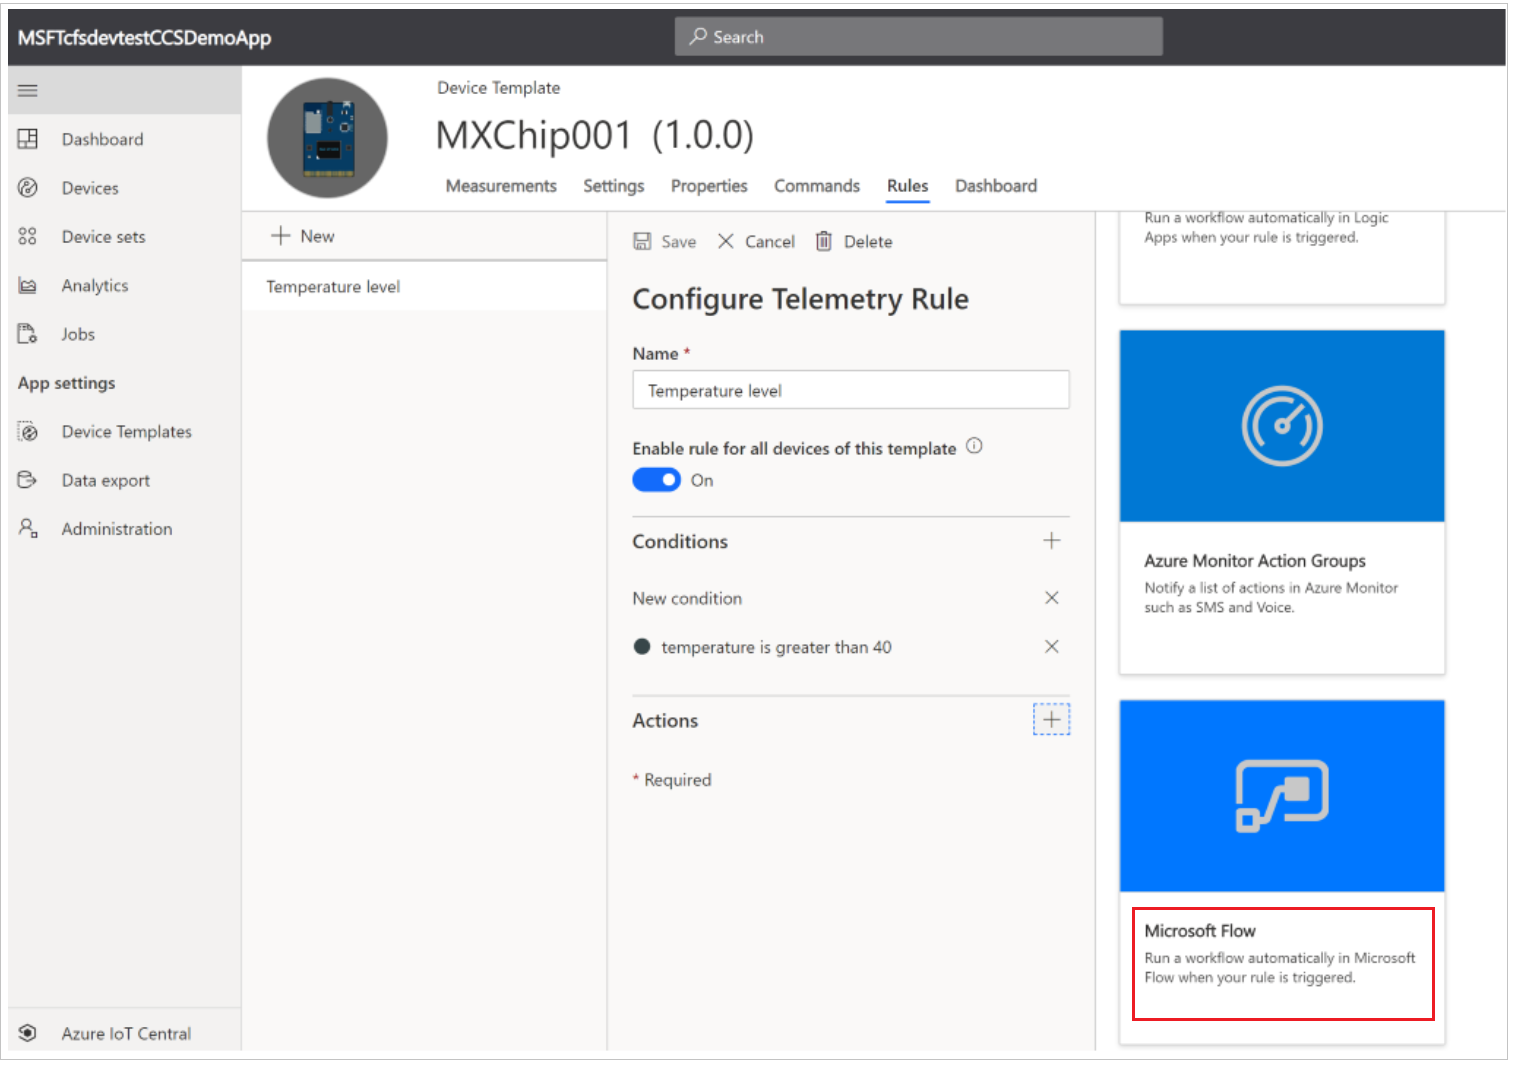 MSFTcfsdevtestCCSDemoApp
Search
Dashboard
Devices
Device sets
Analytics
Jobs
App settings
Device Templates
Data export
Administration
Azure IoT Central
Device Template
MXChip001 (1.0.0)
Measurements Settings Properties Commands Rules Dashboard
New
Temperature level
Save Cancel Delete
Configure Telemetry Rule
Name *
Temperature level
Enable rule for all devices of this template
On
Conditions
New condition
temperature is greater than 40
Actions
* Required
Run a workflow automatically in Logic
Apps when your rule is triggered.
Azure Monitor Action Groups
Notify a list of actions in Azure Monitor
such as SMS and Voice.
Microsoft Flow
Run a workflow automatically in Microsoft
Flow when your rule is triggered.